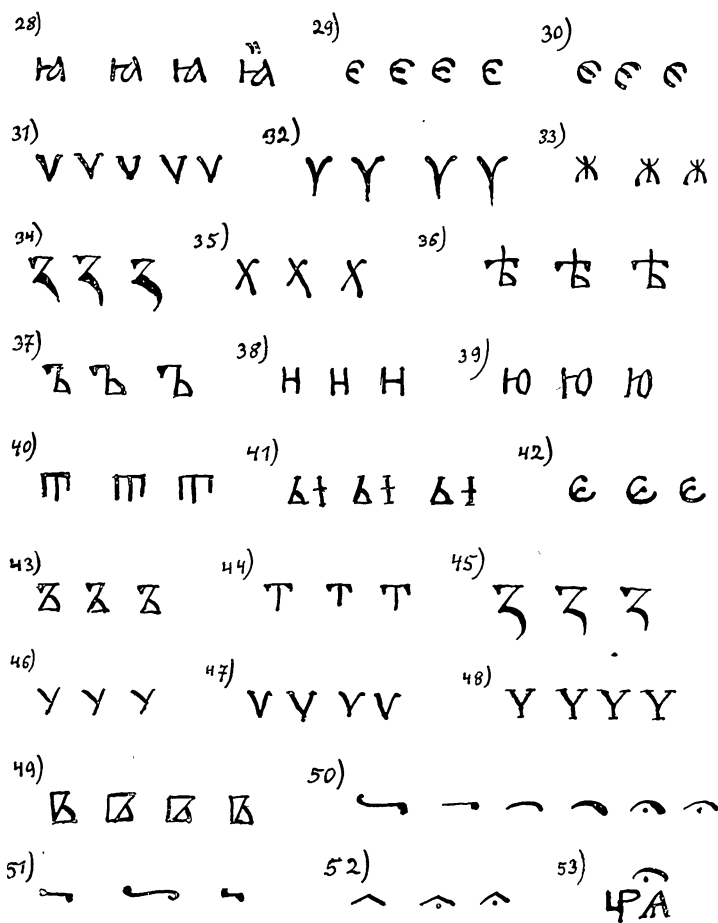 28) Ꙗ Ꙗ Ꙗ Ꙗ 29) є є є є 30) є є є
31) V V V V V 32) Y Y Y Y 33) ж ж ж
34) З З З 35) Х Х Х 36) Ѣ Ѣ Ѣ
37) Ъ Ъ Ъ 38) Н Н Н 39) Ю Ю Ю
40) т т т 41) Ы Ы Ы 42) Є Є Є
43) 44) Т Т Т 45) З З З
46) У У У 47) V V V V 48) Y Y Y Y
49) 50)
51) 52) 53) ЦР҃А